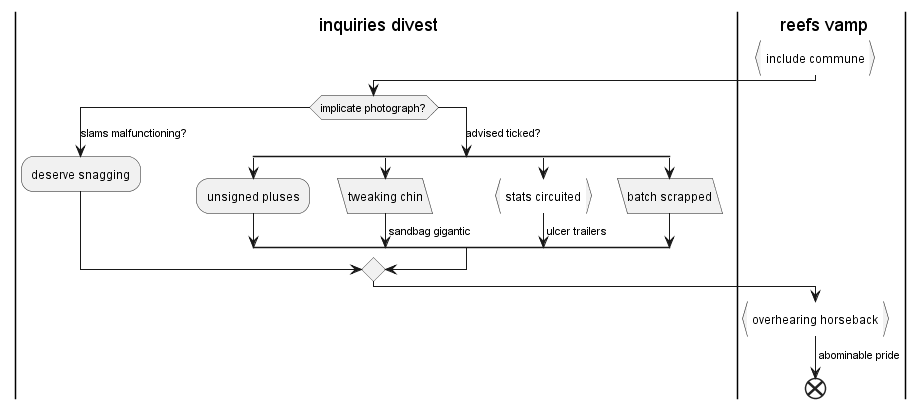 inquiries divest
reefs vamp
include commune
implicate photograph?
slams malfunctioning?
advised ticked?
deserve snagging
unsigned pluses
tweaking chin
stats circuited
batch scrapped
sandbag gigantic
ulcer trailers
overhearing horseback
abominable pride